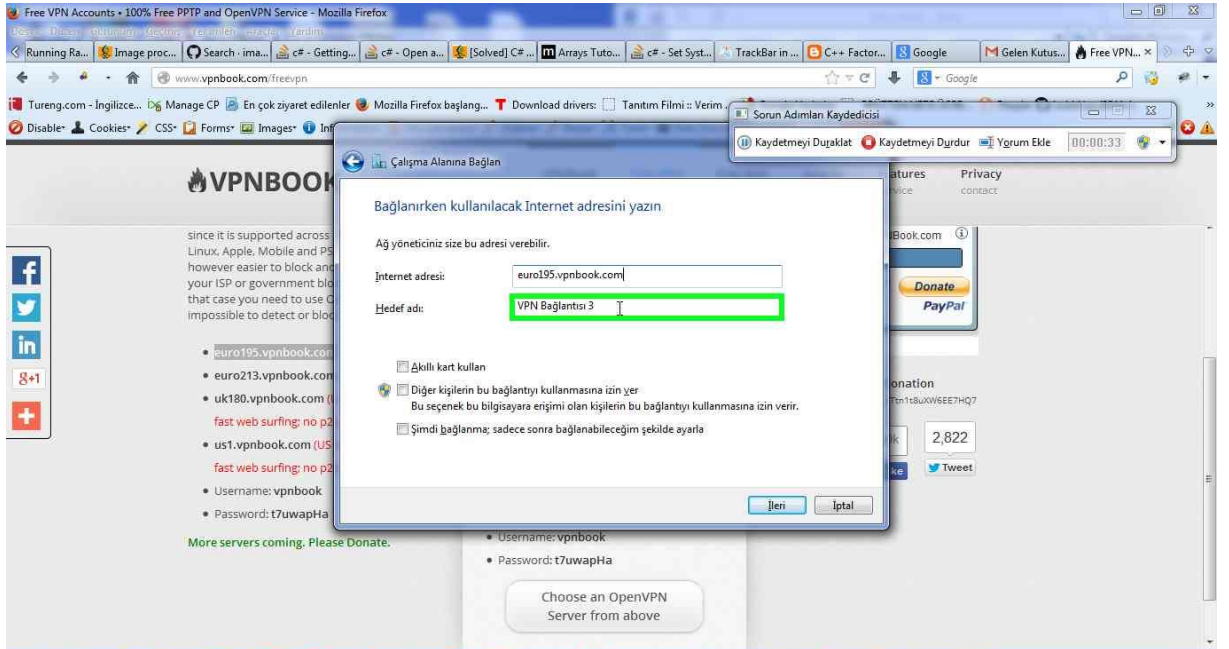 Free VPN Accounts • 100% Free PPTP and OpenVPN Service - Mozilla Firefox
Running Ra... Image proc... Search · ima... c# - Getting... c# - Open a... [Solved] C# ... Arrays Tuto... c# - Set Syst... TrackBar in ... C++ Factor... Google Gelen Kutus... Free VPN...
www.vpnbook.com/freevpn
Google
Tureng.com - İngilizce... Manage CP En çok ziyaret edilenler Mozilla Firefox başlang... Download drivers: Tanıtım Filmi :: Verim
Disable Cookies CSS Forms Images
Sorun Adımları Kaydedicisi
Kaydetmeyi Duraklat Kaydetmeyi Durdur Yorum Ekle 00:00:33
VPNBOOK
atures Privacy
vice contact
Çalışma Alanına Bağlan
Bağlanırken kullanılacak Internet adresini yazın
Ağ yöneticiniz size bu adresi verebilir.
İnternet adresi: euro195.vpnbook.com
Hedef adı: VPN Bağlantısı 3
Akıllı kart kullan
Diğer kişilerin bu bağlantıyı kullanmasına izin ver
Bu seçenek bu bilgisayara erişimi olan kişilerin bu bağlantıyı kullanmasına izin verir.
Şimdi bağlanma; sadece sonra bağlanabileceğim şekilde ayarla
İleri İptal
since it is supported across
Linux, Apple, Mobile and PS
however easier to block and
your ISP or government blo
that case you need to use O
impossible to detect or bloc
• euro195.vpnbook.com
• euro213.vpnbook.com
• uk180.vpnbook.com (U
fast web surfing; no p2
• us1.vpnbook.com (US
fast web surfing; no p2
• Username: vpnbook
• Password: t7uwapHa
More servers coming. Please Donate.
Book.com
Donate
PayPal
onation
2,822
ke Tweet
f
in
g+1
• Username: vpnbook
• Password: t7uwapHa
Choose an OpenVPN
Server from above